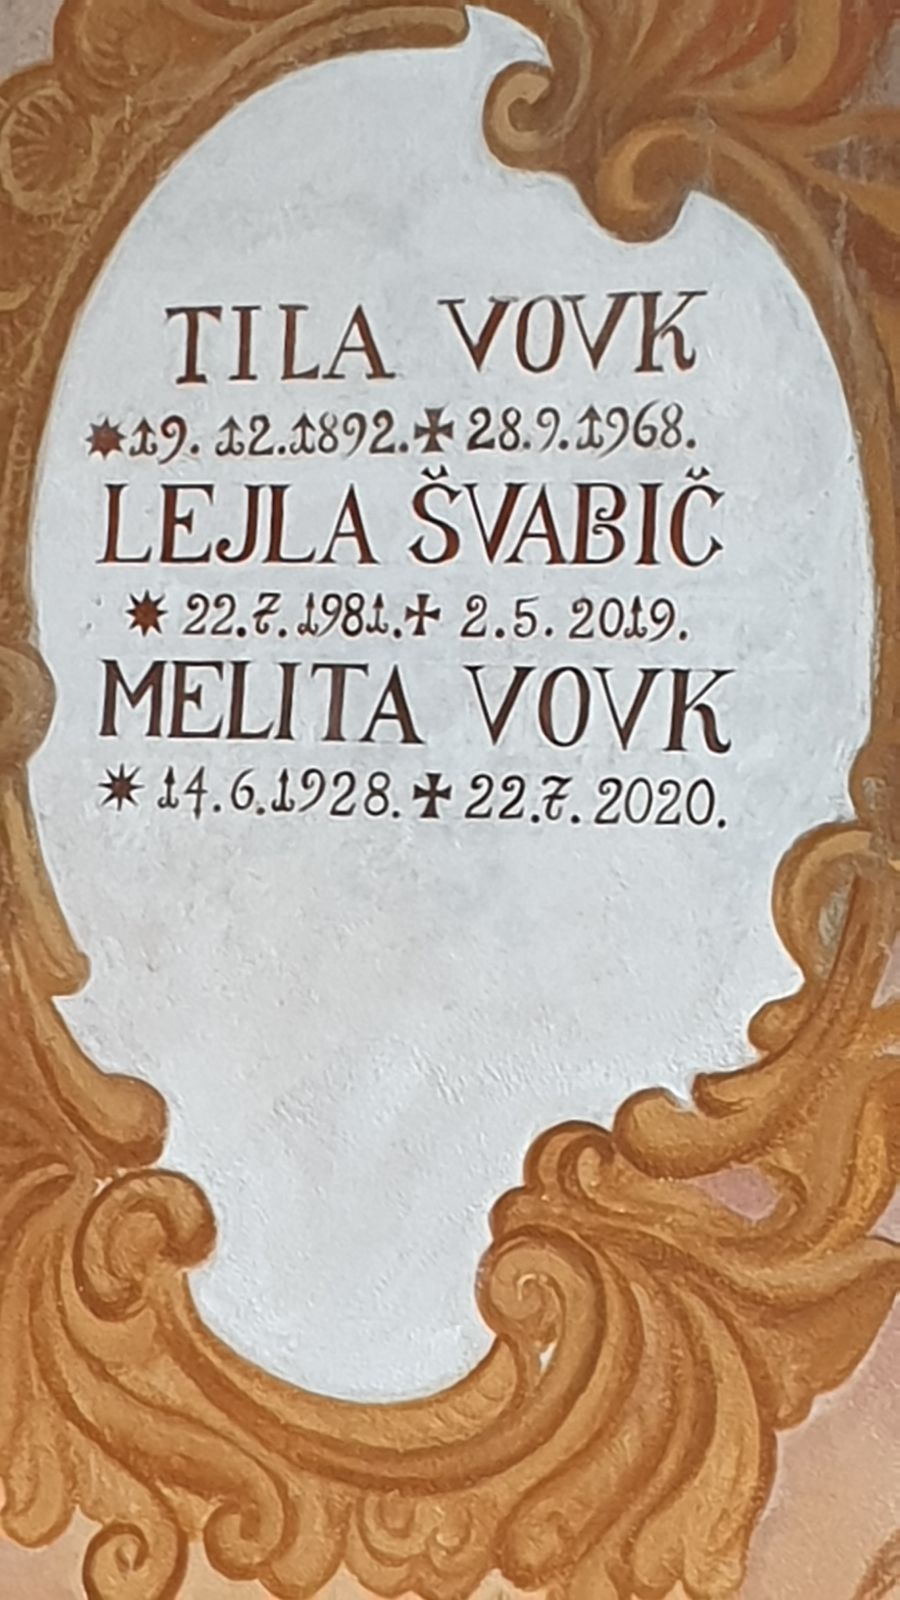 TILA VOVK
✷19. 12.1892.✠28.9.1968.
LEJLA ŠVABIČ
✷ 22.7.1981.✠ 2.5. 2019.
MELITA VOVK
✷ 14.6.1928.✠ 22.7.2020.